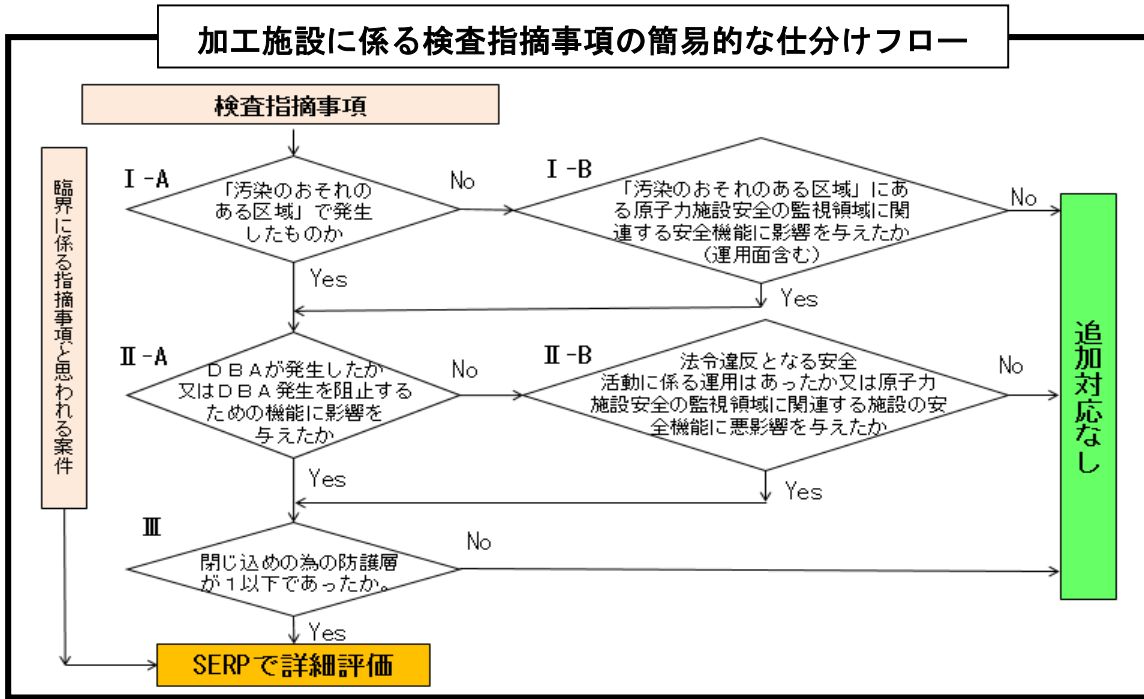 加工施設に係る検査指摘事項の簡易的な仕分けフロー
検査指摘事項
臨界に係る指摘事項と思われる案件
Ⅰ-A
「汚染のおそれの
ある区域」で発生
したものか
No
Yes
Ⅰ-B
「汚染のおそれのある区域」にあ
る原子力施設安全の監視領域に関
連する安全機能に影響を与えたか
(運用面含む)
No
Yes
Ⅱ-A
ＤＢＡが発生したか
又はＤＢＡ発生を阻止する
ための機能に影響を
与えたか
No
Yes
Ⅱ-B
法令違反となる安全
活動に係る運用はあったか又は原子力
施設安全の監視領域に関連する施設の安
全機能に悪影響を与えたか
No
Yes
Ⅲ
閉じ込めの為の防護層
が１以下であったか。
No
Yes
追加対応なし
SERPで詳細評価